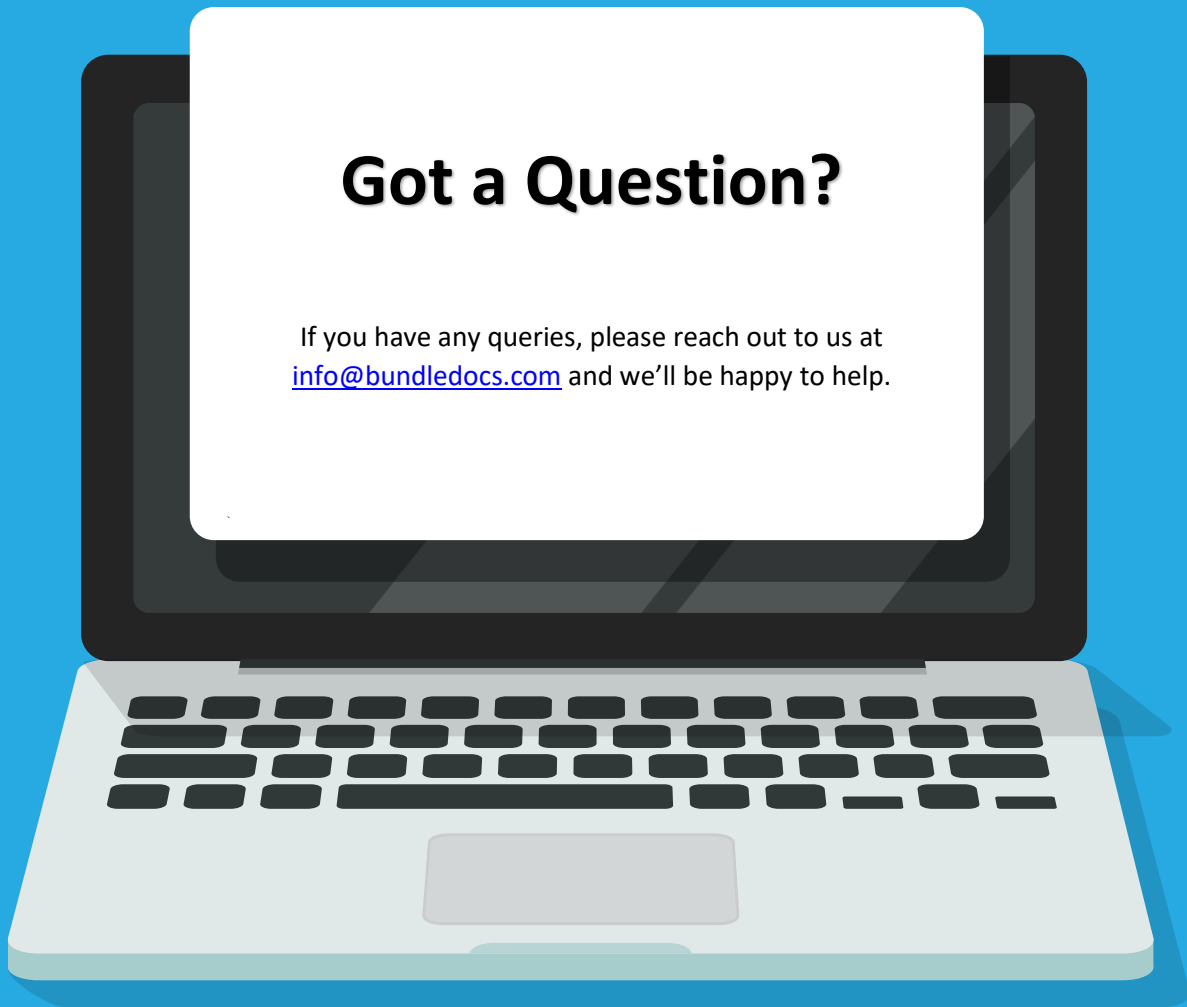 Got a Question?
If you have any queries, please reach out to us at
info@bundledocs.com and we’ll be happy to help.
`